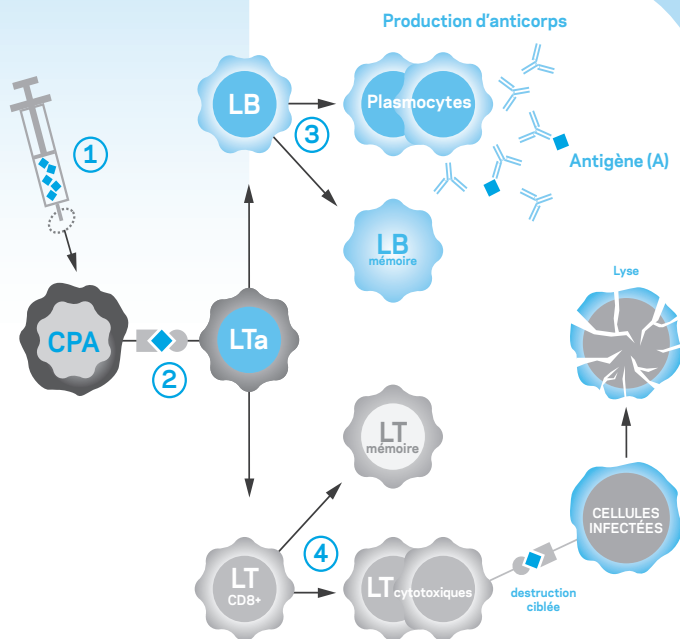 Production d'anticorps
1
LB
3
Plasmocytes
Antigène (A)
LB
mémoire
Lyse
CPA
2
LTa
LT
mémoire
CELLULES
INFECTÉES
4
LT
CD8+
LT cytotoxiques
destruction
ciblée